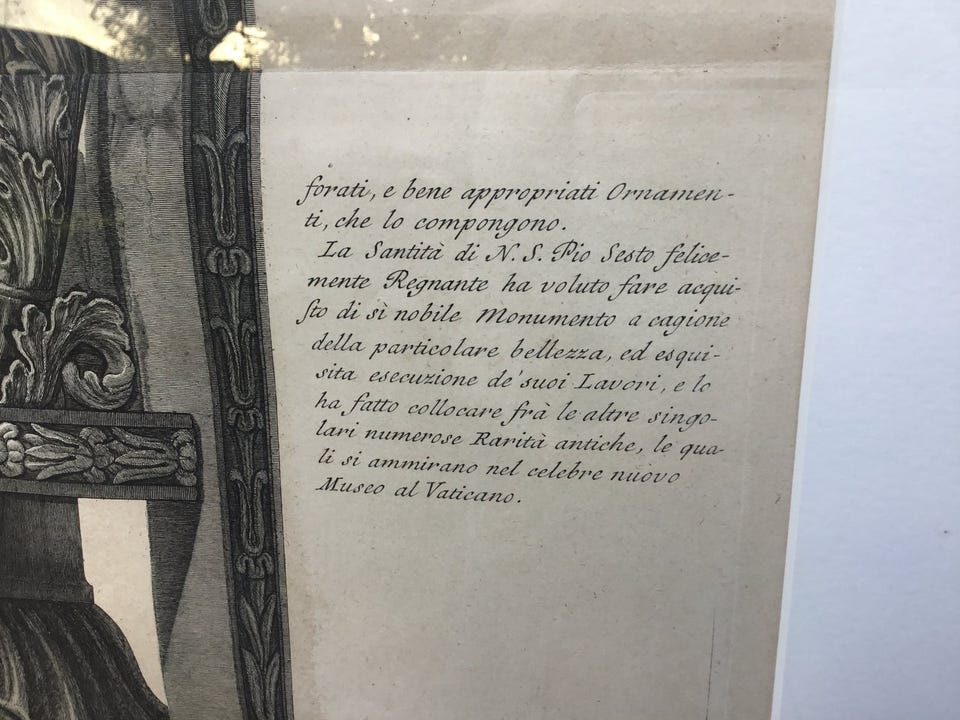 forati, e bene appropriati Ornamen-
ti, che lo compongono.
La Santità di N. S. Pio Sesto felice-
mente Regnante ha voluto fare acqui-
sto di sì nobile Monumento a cagione
della particolare bellezza, ed esqui-
sita esecuzione de' suoi Lavori, e lo
ha fatto collocare frà le altre singo-
lari numerose Rarità antiche, le qua-
li si ammirano nel celebre nuovo
Museo al Vaticano.